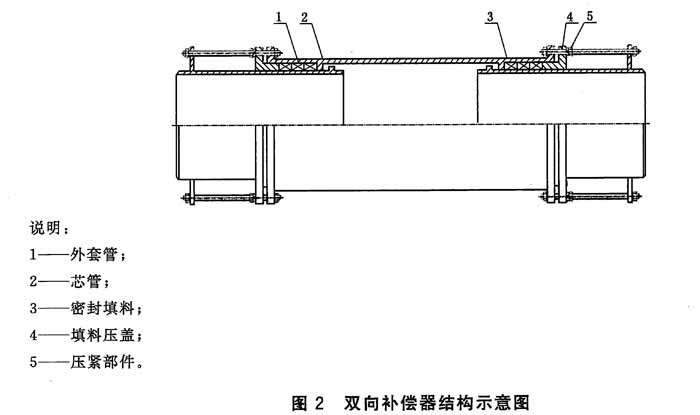 1 2 3 4 5
说明：
1——外套管；
2——芯管；
3——密封填料；
4——填料压盖；
5——压紧部件。
图 2 双向补偿器结构示意图